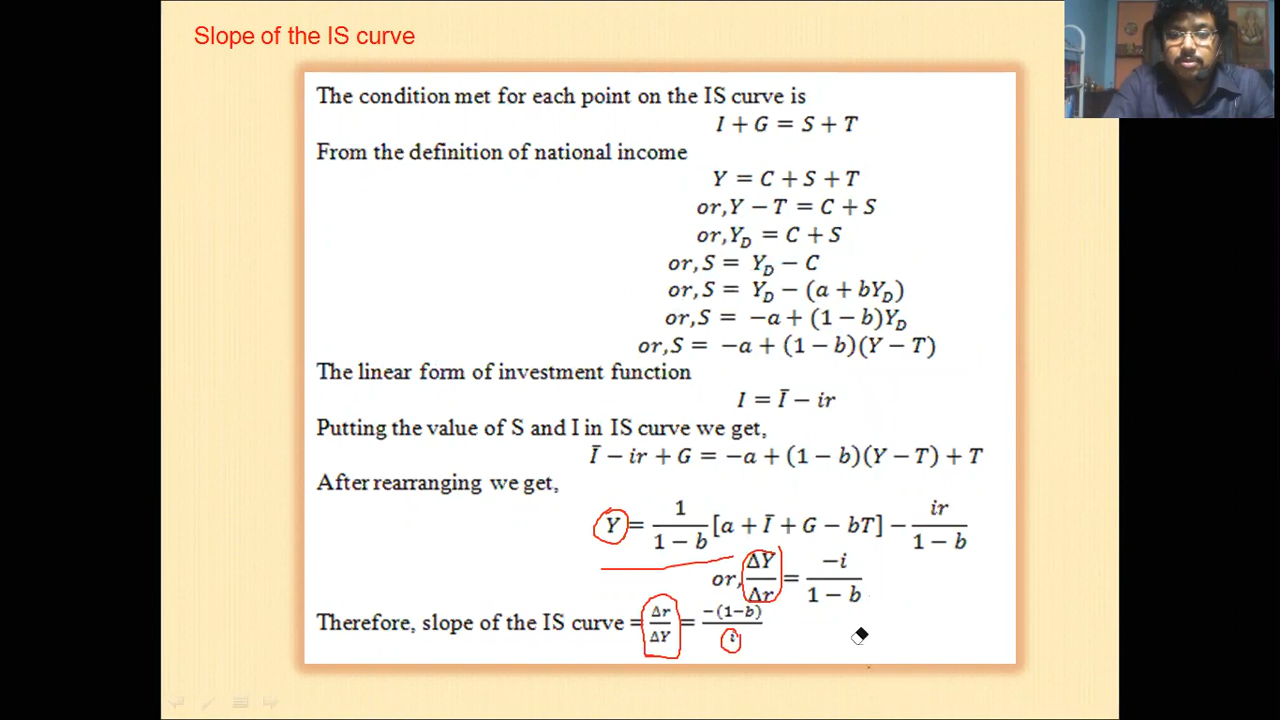 Slope of the IS curve
The condition met for each point on the IS curve is
I + G = S + T
From the definition of national income
Y = C + S + T
or, Y − T = C + S
or, Y_D = C + S
or, S = Y_D − C
or, S = Y_D − (a + bY_D)
or, S = −a + (1 − b)Y_D
or, S = −a + (1 − b)(Y − T)
The linear form of investment function
I = Ī − ir
Putting the value of S and I in IS curve we get,
Ī − ir + G = −a + (1 − b)(Y − T) + T
After rearranging we get,
Y = 1/(1 − b) [a + Ī + G − bT] − ir/(1 − b)
or, ΔY/Δr = −i/(1 − b)
Therefore, slope of the IS curve = Δr/ΔY = −(1−b)/i